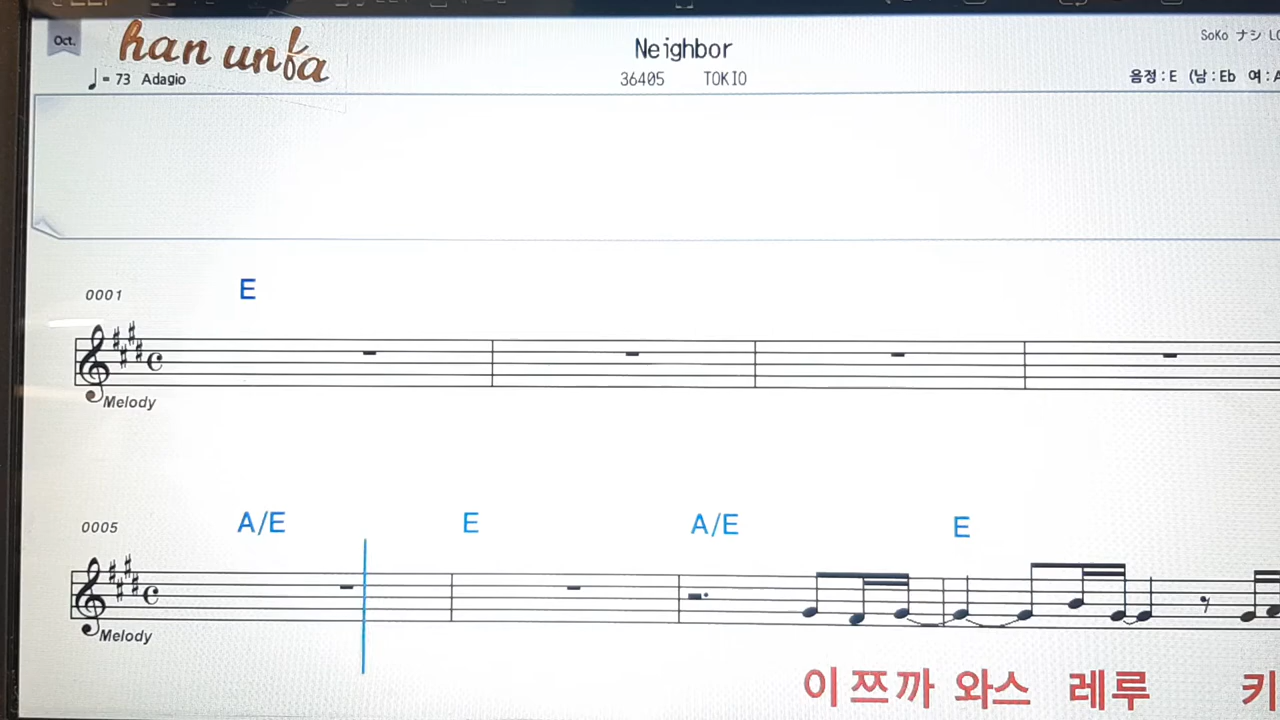 Oct.
han unfa
♩= 73 Adagio
Neighbor
36405 TOKIO
SoKo ナシ LO
음정 : E (남 : Eb 여 : A
0001
E
Melody
0005
A/E E A/E E
Melody
이 쯔까 와스 레루 키